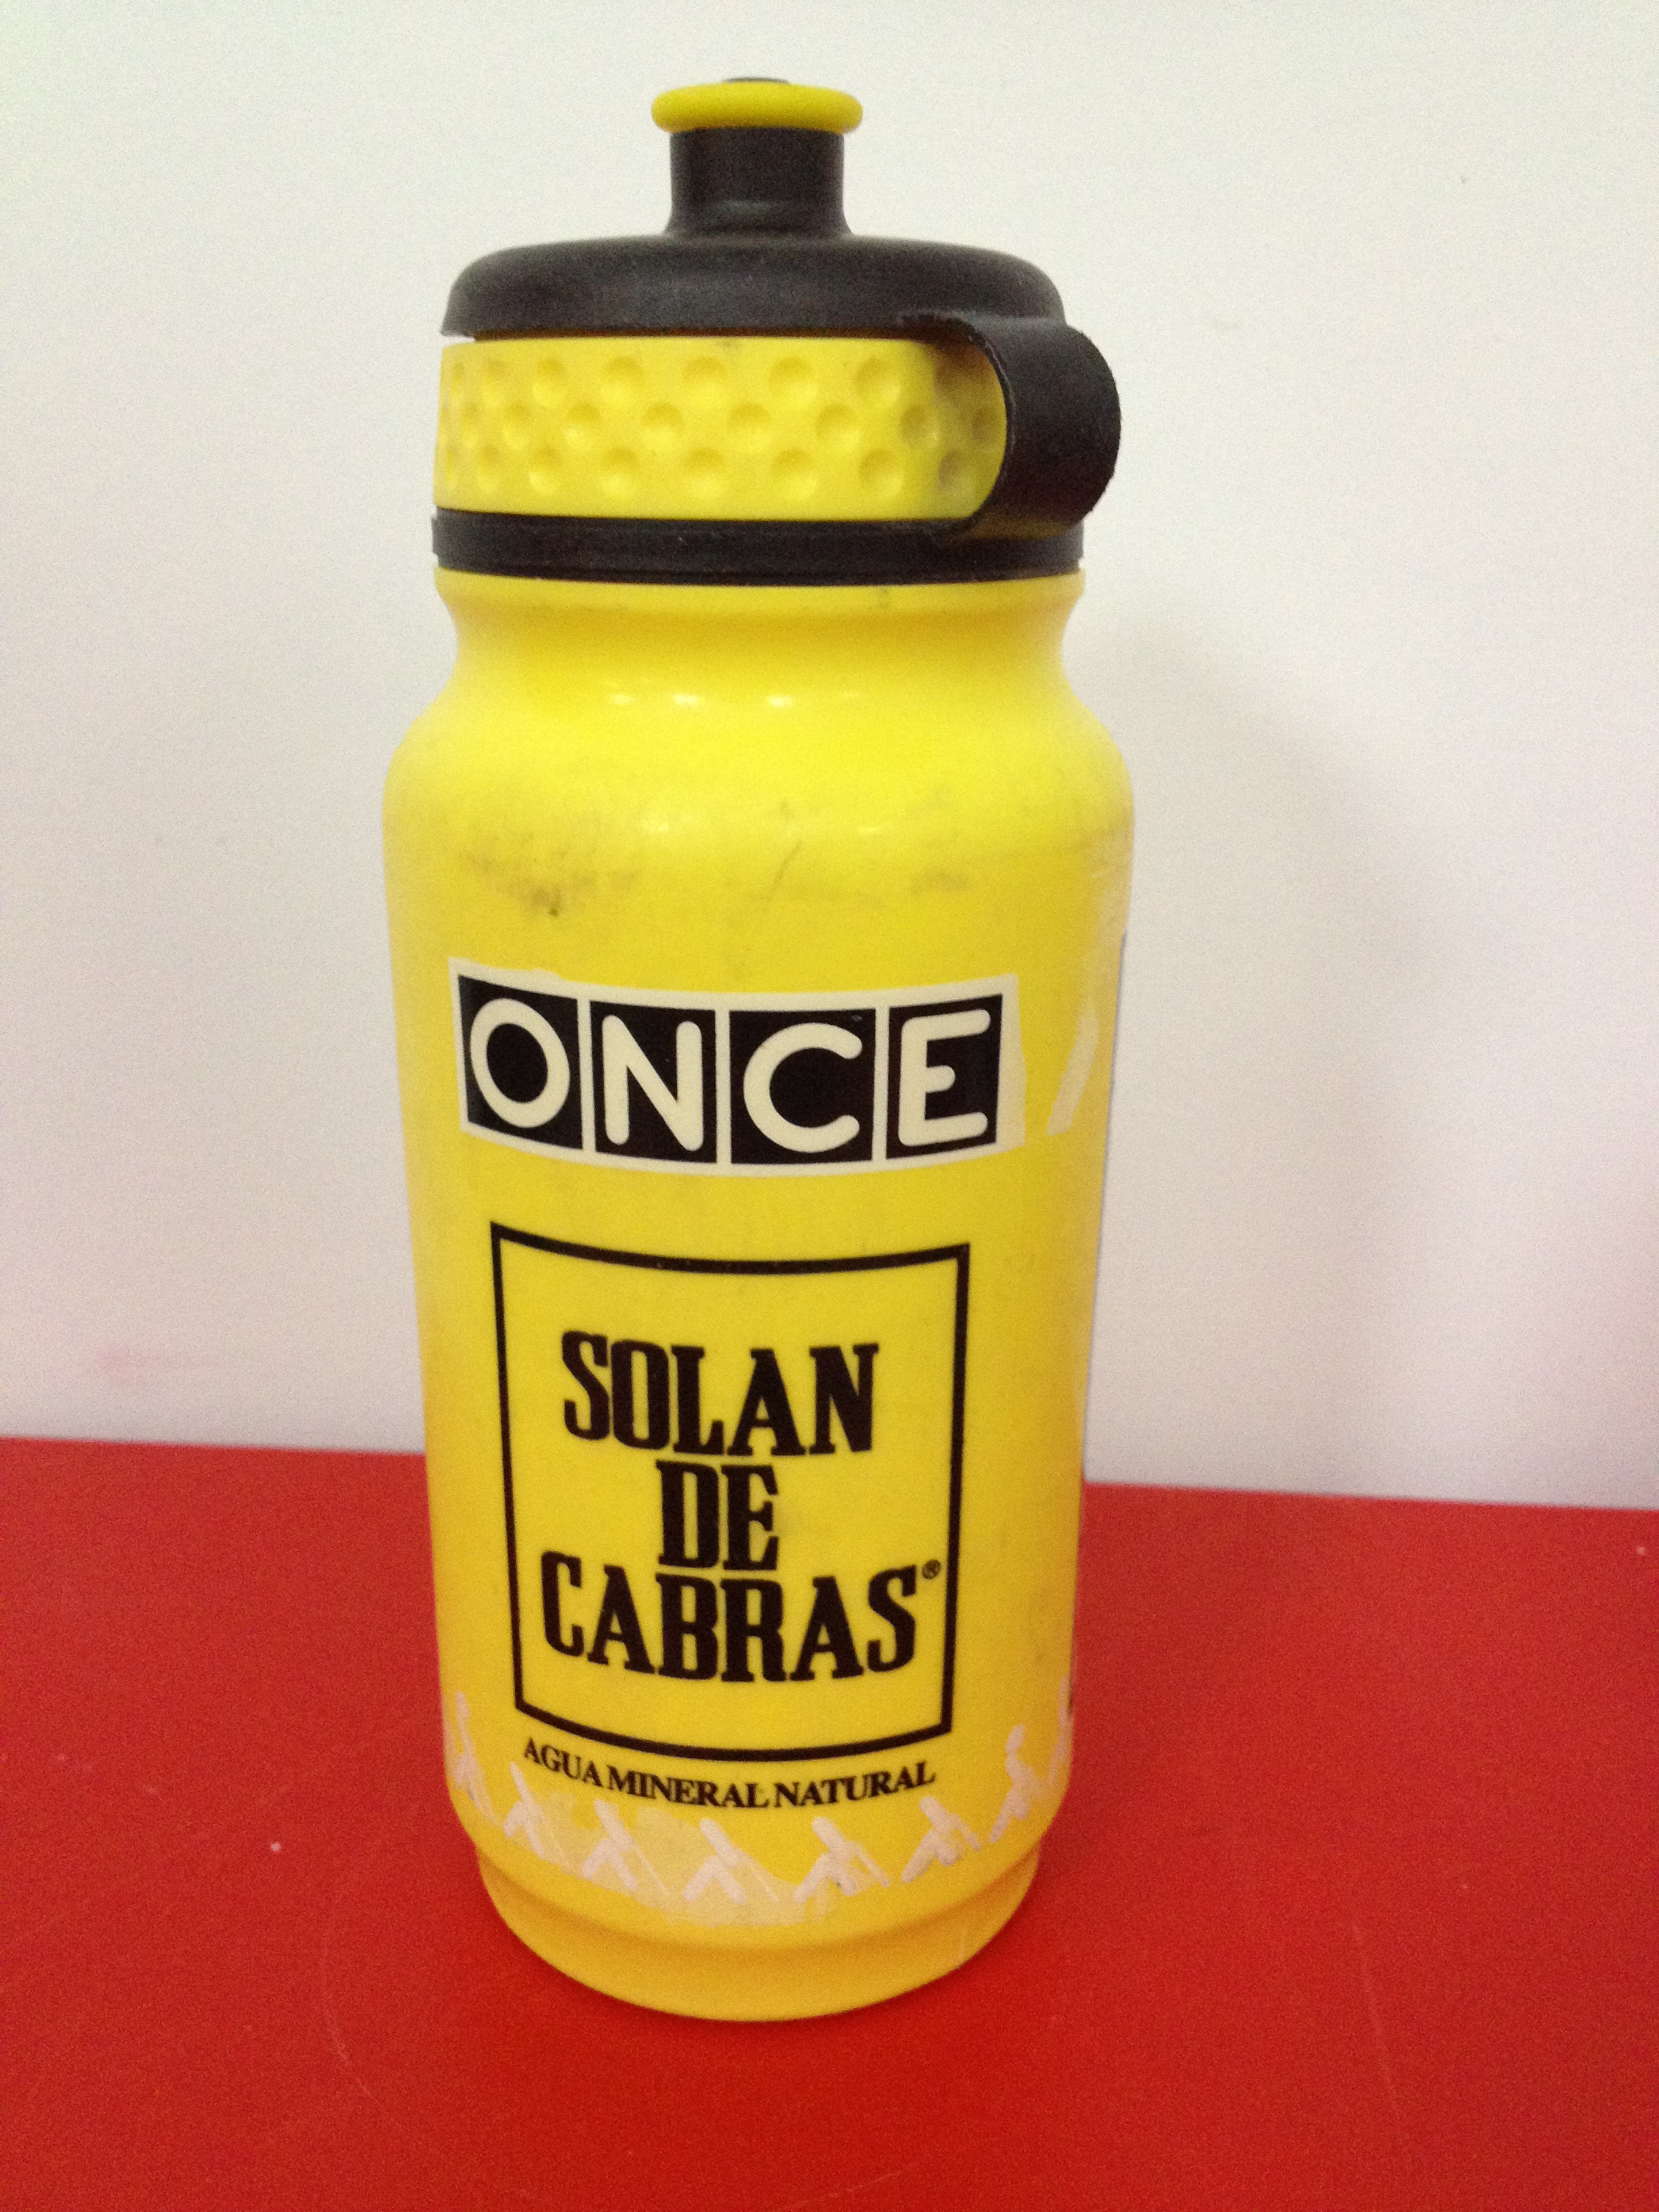 ONCE
SOLAN
DE
CABRAS®
AGUA MINERAL NATURAL